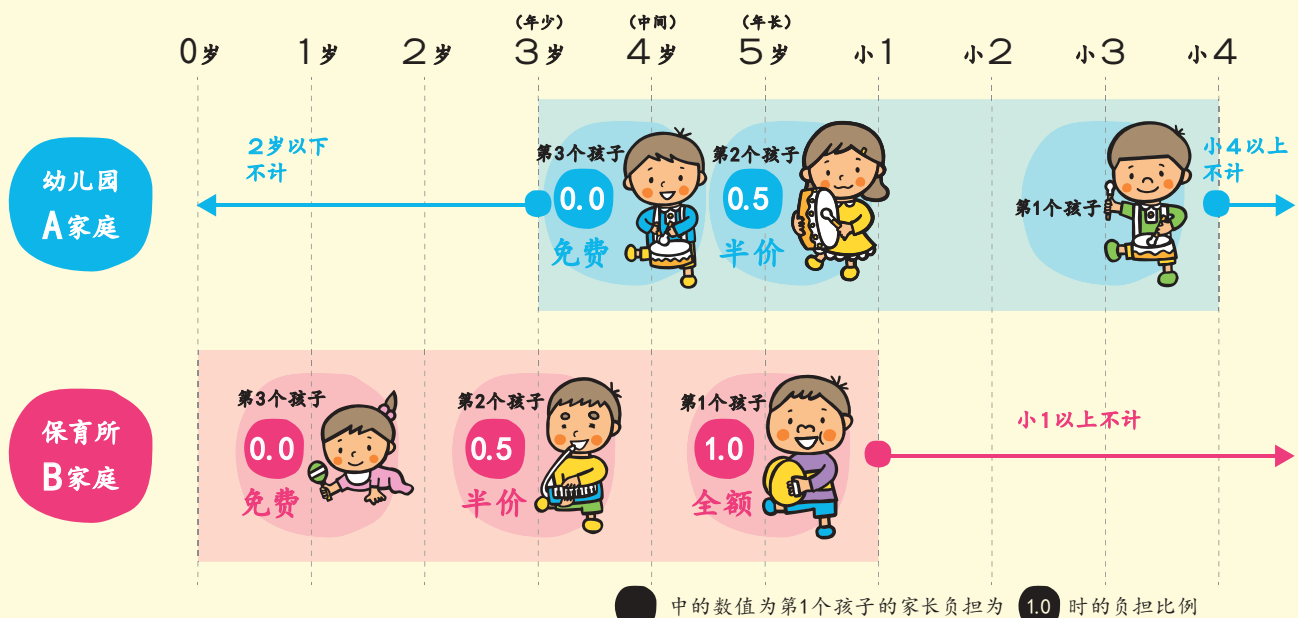 (年少) (中间) (年长)
0岁 1岁 2岁 3岁 4岁 5岁 小1 小2 小3 小4
幼儿园
A家庭
2岁以下
不计
第3个孩子
0.0
免费
第2个孩子
0.5
半价
第1个孩子
小4以上
不计
保育所
B家庭
第3个孩子
0.0
免费
第2个孩子
0.5
半价
第1个孩子
1.0
全额
小1以上不计
中的数值为第1个孩子的家长负担为 1.0 时的负担比例